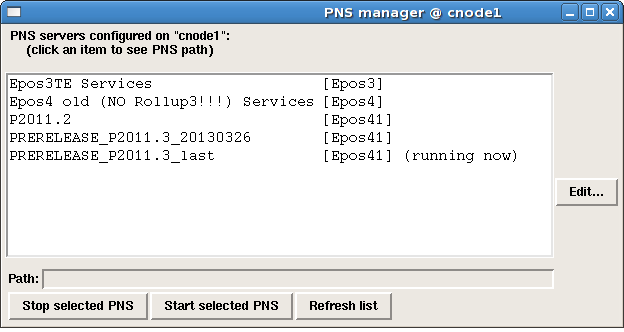 PNS manager @ cnode1
PNS servers configured on "cnode1":
(click an item to see PNS path)
Epos3TE Services [Epos3]
Epos4 old (NO Rollup3!!!) Services [Epos4]
P2011.2 [Epos41]
PRERELEASE_P2011.3_20130326 [Epos41]
PRERELEASE_P2011.3_last [Epos41] (running now)
Edit...
Path:
Stop selected PNS Start selected PNS Refresh list